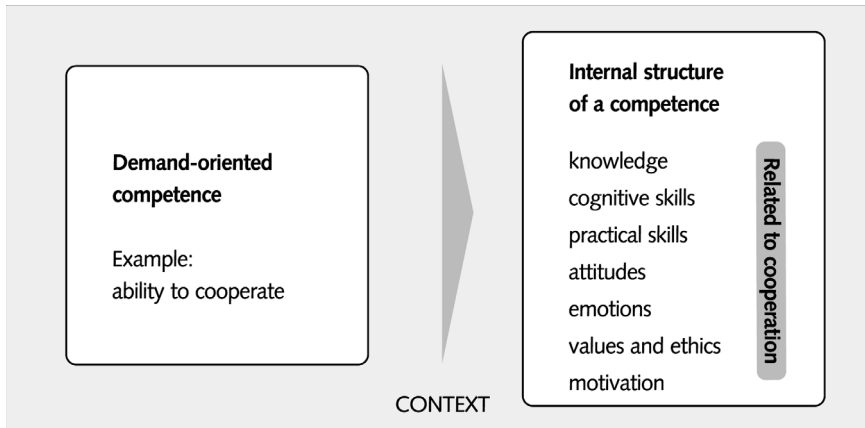 Demand-oriented
competence
Example:
ability to cooperate
CONTEXT
Internal structure
of a competence
knowledge
cognitive skills
practical skills
attitudes
emotions
values and ethics
motivation
Related to cooperation